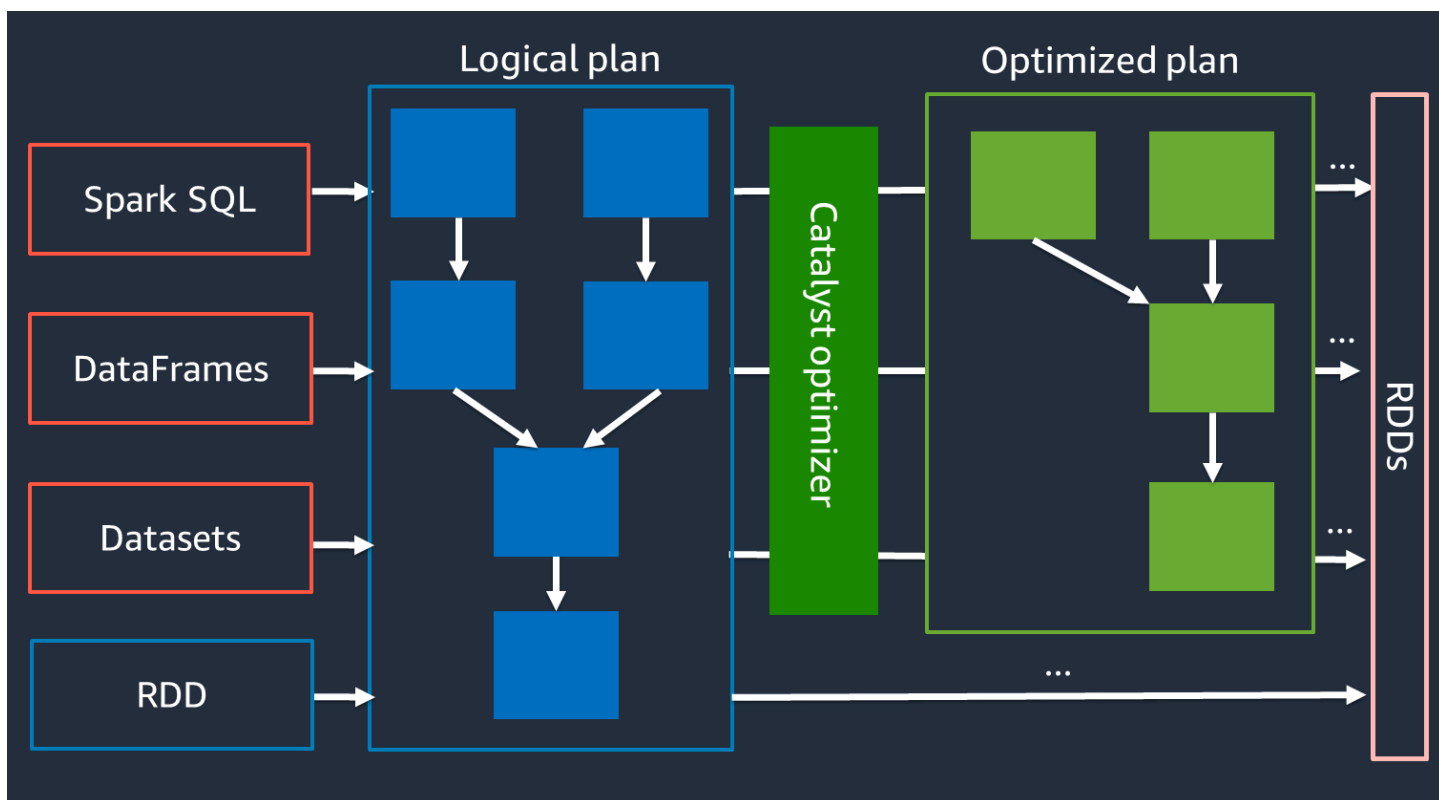 Logical plan
Optimized plan
Spark SQL
DataFrames
Datasets
RDD
Catalyst optimizer
...
...
...
...
RDDs